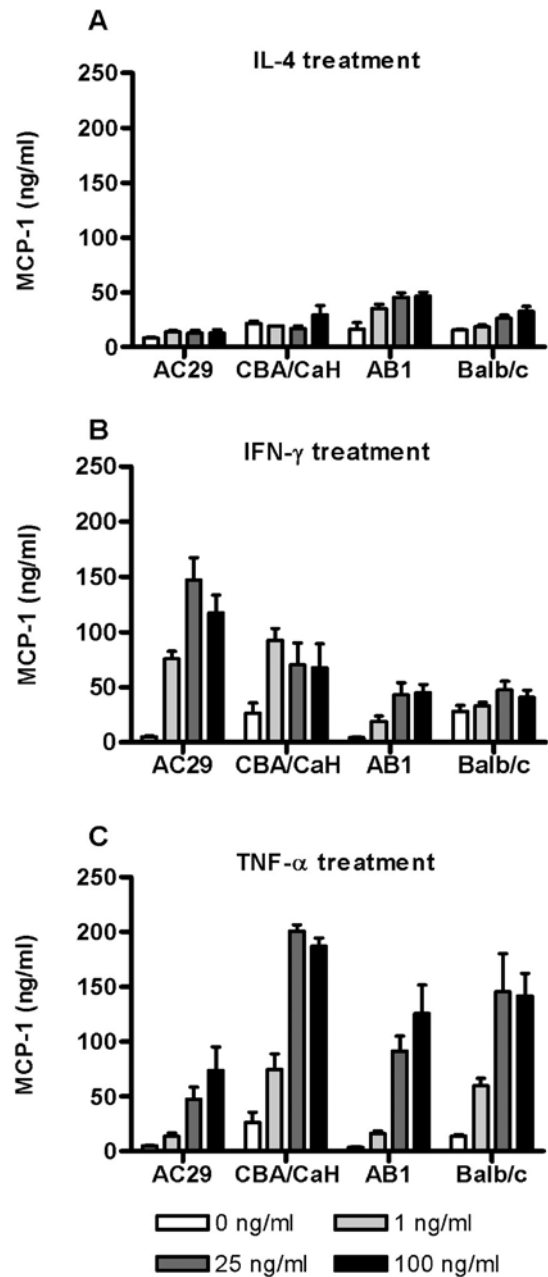 A
IL-4 treatment
250
200
150
100
50
0
MCP-1 (ng/ml)
AC29 CBA/CaH AB1 Balb/c
B
IFN-γ treatment
250
200
150
100
50
0
MCP-1 (ng/ml)
AC29 CBA/CaH AB1 Balb/c
C
TNF-α treatment
250
200
150
100
50
0
MCP-1 (ng/ml)
AC29 CBA/CaH AB1 Balb/c
0 ng/ml 1 ng/ml
25 ng/ml 100 ng/ml